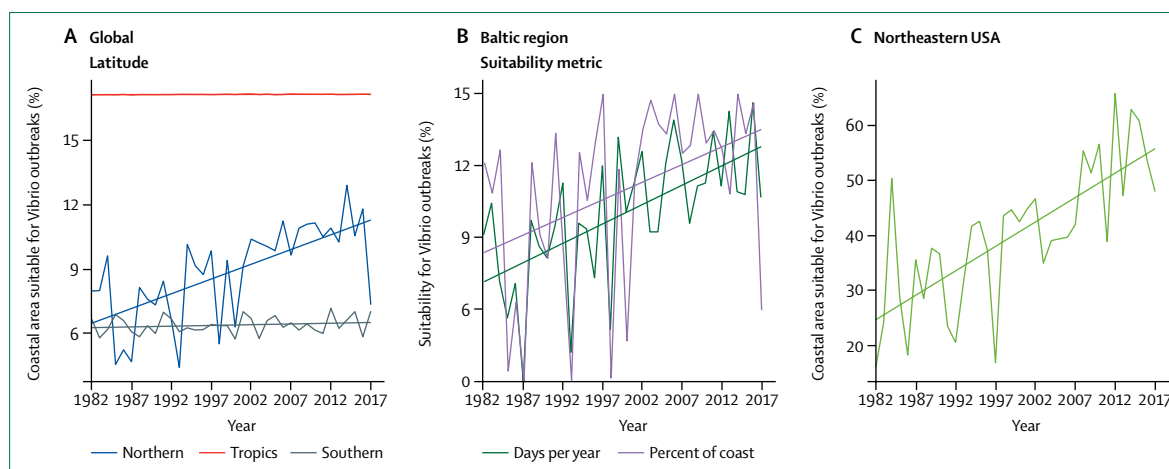 A Global
Latitude
Coastal area suitable for Vibrio outbreaks (%)
15
12
9
6
1982 1987 1992 1997 2002 2007 2012 2017
Year
Northern Tropics Southern
B Baltic region
Suitability metric
Suitability for Vibrio outbreaks (%)
15
12
9
6
0
1982 1987 1992 1997 2002 2007 2012 2017
Year
Days per year Percent of coast
C Northeastern USA
Coastal area suitable for Vibrio outbreaks (%)
60
50
40
30
20
1982 1987 1992 1997 2002 2007 2012 2017
Year